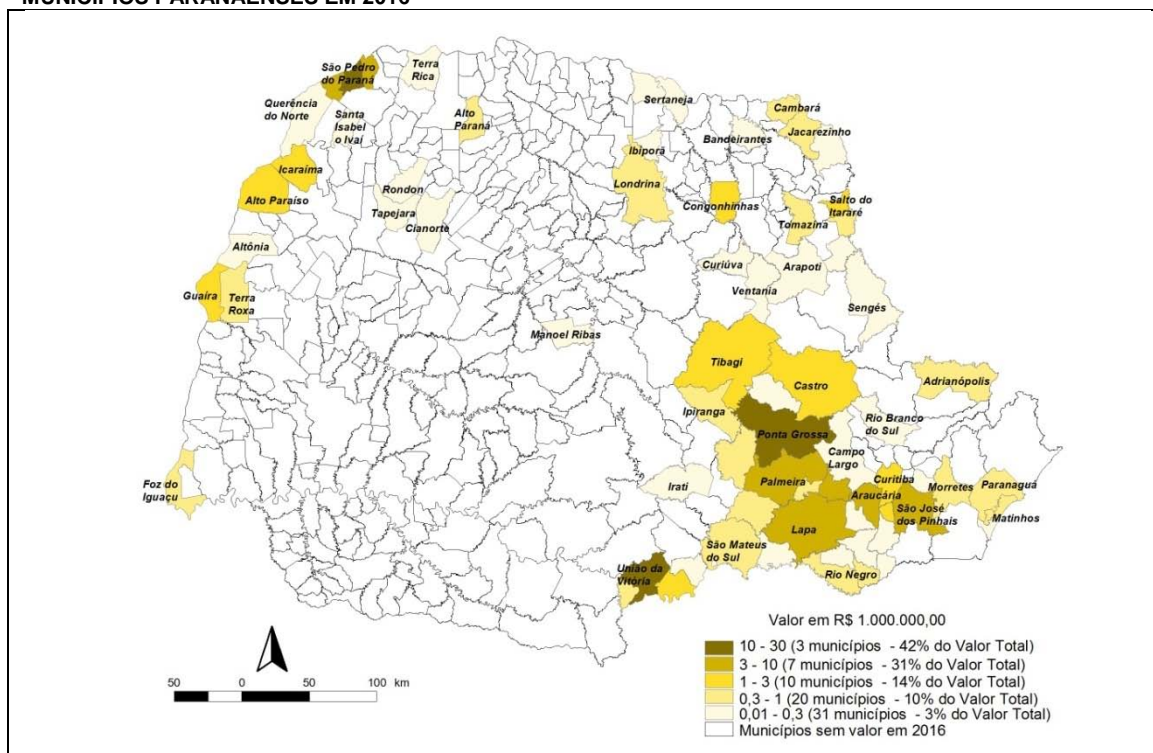 MUNICÍPIOS PARANAENSES EM 2016
São Pedro
do Paraná
Terra
Rica
Querência
do Norte
Santa
Isabel
o Ivaí
Alto
Paraná
Sertaneja
Cambará
Jacarezinho
Bandeirantes
Ibiporã
Londrina
Icaraíma
Alto Paraíso
Rondon
Tapejara
Cianorte
Congonhinhas
Salto do
Itararé
Tomazina
Altônia
Curiúva
Arapoti
Ventania
Sengés
Guaíra
Terra
Roxa
Manoel Ribas
Tibagi
Castro
Adrianópolis
Ipiranga
Rio Branco
do Sul
Ponta Grossa
Campo
Largo
Foz do
Iguaçu
Irati
Palmeira
Curitiba
Araucária
Morretes
Paranaguá
São José
dos Pinhais
Matinhos
Lapa
São Mateus
do Sul
União da
Vitória
Rio Negro
Valor em R$ 1.000.000,00
10 - 30 (3 municípios - 42% do Valor Total)
3 - 10 (7 municípios - 31% do Valor Total)
1 - 3 (10 municípios - 14% do Valor Total)
0,3 - 1 (20 municípios - 10% do Valor Total)
0,01 - 0,3 (31 municípios - 3% do Valor Total)
Municípios sem valor em 2016
50 0 50 100 km